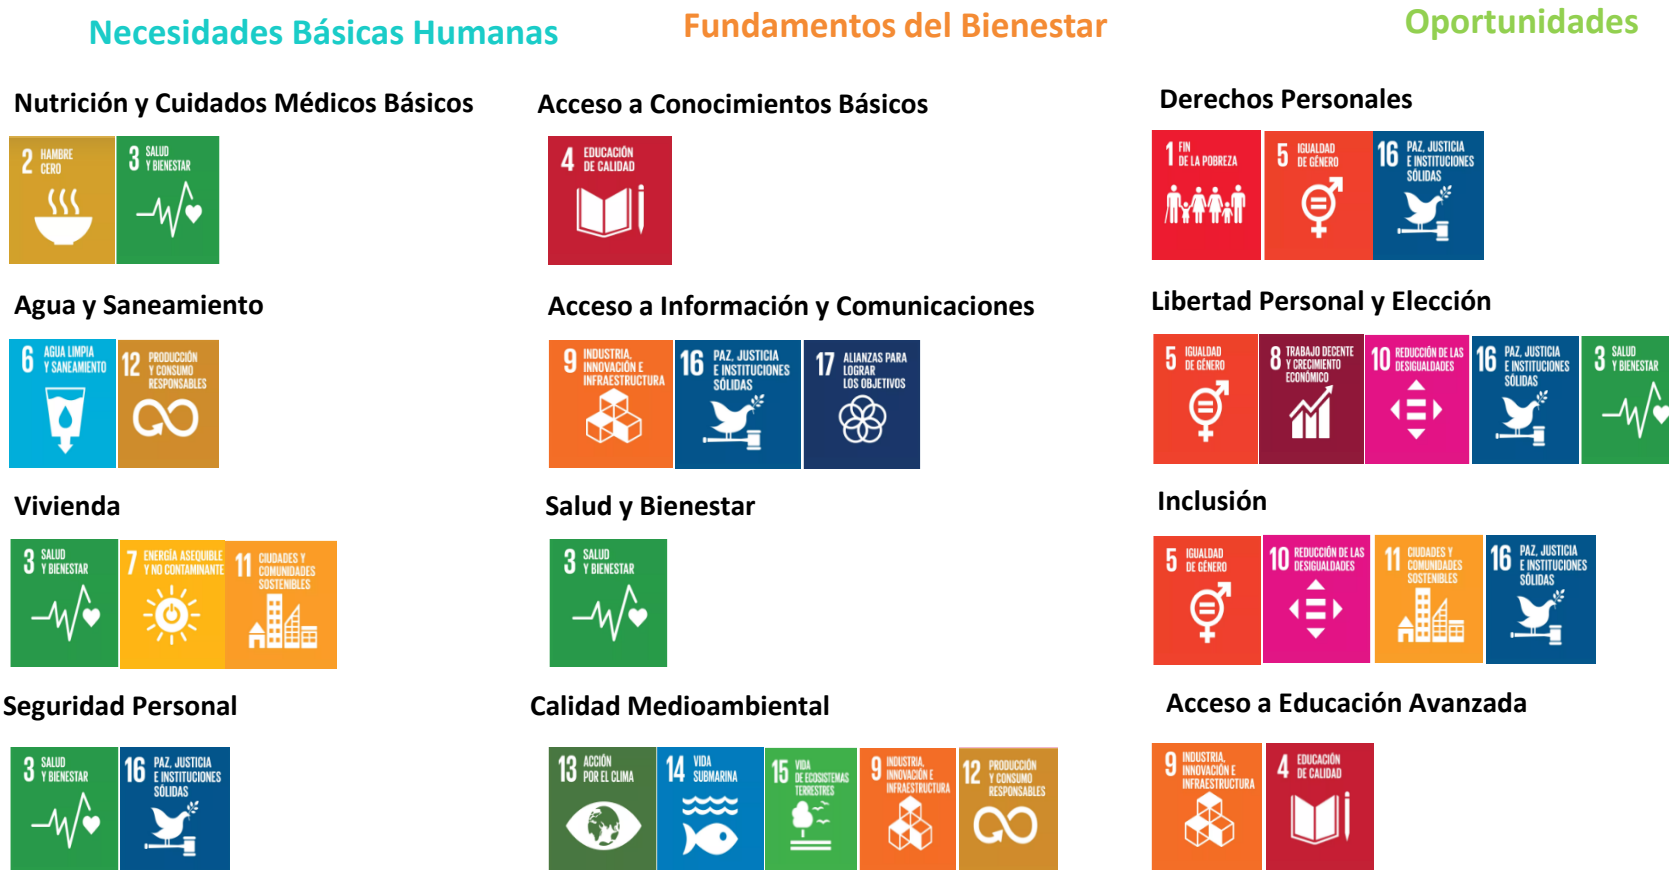 Necesidades Básicas Humanas
Nutrición y Cuidados Médicos Básicos
2 HAMBRE
CERO
3 SALUD
Y BIENESTAR
Agua y Saneamiento
6 AGUA LIMPIA
Y SANEAMIENTO
12 PRODUCCIÓN
Y CONSUMO
RESPONSABLES
Vivienda
3 SALUD
Y BIENESTAR
7 ENERGÍA ASEQUIBLE
Y NO CONTAMINANTE
11 CIUDADES Y
COMUNIDADES
SOSTENIBLES
Seguridad Personal
3 SALUD
Y BIENESTAR
16 PAZ, JUSTICIA
E INSTITUCIONES
SÓLIDAS
Fundamentos del Bienestar
Acceso a Conocimientos Básicos
4 EDUCACIÓN
DE CALIDAD
Acceso a Información y Comunicaciones
9 INDUSTRIA,
INNOVACIÓN E
INFRAESTRUCTURA
16 PAZ, JUSTICIA
E INSTITUCIONES
SÓLIDAS
17 ALIANZAS PARA
LOGRAR
LOS OBJETIVOS
Salud y Bienestar
3 SALUD
Y BIENESTAR
Calidad Medioambiental
13 ACCIÓN
POR EL CLIMA
14 VIDA
SUBMARINA
15 VIDA
DE ECOSISTEMAS
TERRESTRES
9 INDUSTRIA,
INNOVACIÓN E
INFRAESTRUCTURA
12 PRODUCCIÓN
Y CONSUMO
RESPONSABLES
Oportunidades
Derechos Personales
1 FIN
DE LA POBREZA
5 IGUALDAD
DE GÉNERO
16 PAZ, JUSTICIA
E INSTITUCIONES
SÓLIDAS
Libertad Personal y Elección
5 IGUALDAD
DE GÉNERO
8 TRABAJO DECENTE
Y CRECIMIENTO
ECONÓMICO
10 REDUCCIÓN DE LAS
DESIGUALDADES
16 PAZ, JUSTICIA
E INSTITUCIONES
SÓLIDAS
3 SALUD
Y BIENESTAR
Inclusión
5 IGUALDAD
DE GÉNERO
10 REDUCCIÓN DE LAS
DESIGUALDADES
11 CIUDADES Y
COMUNIDADES
SOSTENIBLES
16 PAZ, JUSTICIA
E INSTITUCIONES
SÓLIDAS
Acceso a Educación Avanzada
9 INDUSTRIA,
INNOVACIÓN E
INFRAESTRUCTURA
4 EDUCACIÓN
DE CALIDAD